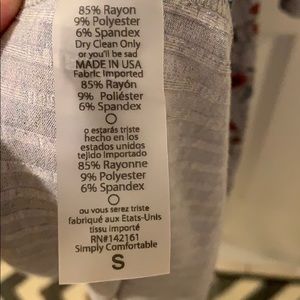 85% Rayon
9% Polyester
6% Spandex
Dry Clean Only
or you'll be sad
MADE IN USA
Fabric Imported
85% Rayón
9% Poliéster
6% Spandex
o estarás triste
hecho en los
estados unidos
tejido importado
85% Rayonne
9% Polyester
6% Spandex
ou vous serez triste
fabriqué aux Etats-Unis
tissu importé
RN#142161
Simply Comfortable
S